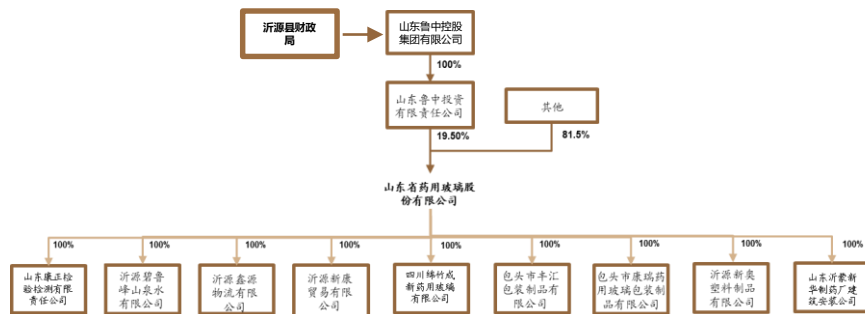 沂源县财政
局
山东鲁中控股
集团有限公司
100%
山东鲁中投资
有限责任公司
其他
19.50%
81.5%
山东省药用玻璃股
份有限公司
100%
100%
100%
100%
100%
100%
100%
100%
100%
山东康正检
验检测有限
责任公司
沂源碧鲁
峰山泉水
有限公司
沂源鑫源
物流有限公
司
沂源新康
贸易有限公
司
四川绵竹成
新药用玻璃
有限公司
包头市丰汇
包装制品有
限公司
包头市康瑞药
用玻璃包装制
品有限公司
沂源新奥
塑料制品
有限公司
山东沂蒙新
华制药厂建
筑安装公司